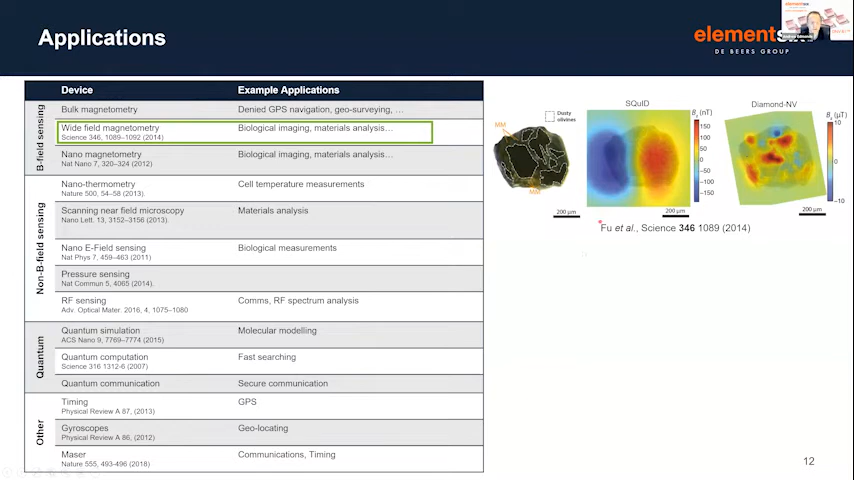 Applications
elementsix
DE BEERS GROUP
Device Example Applications
B-field sensing
Bulk magnetometry Denied GPS navigation, geo-surveying, …
Wide field magnetometry Biological imaging, materials analysis…
Science 346, 1089–1092 (2014)
Nano magnetometry Biological imaging, materials analysis…
Nat Nano 7, 320–324 (2012)
Non-B-field sensing
Nano-thermometry Cell temperature measurements
Nature 500, 54–58 (2013).
Scanning near field microscopy Materials analysis
Nano Lett. 13, 3152–3156 (2013).
Nano E-Field sensing Biological measurements
Nat Phys 7, 459–463 (2011)
Pressure sensing
Nat Commun 5, 4065 (2014).
RF sensing Comms, RF spectrum analysis
Adv. Optical Mater. 2016, 4, 1075–1080
Quantum
Quantum simulation Molecular modelling
ACS Nano 9, 7769–7774 (2015)
Quantum computation Fast searching
Science 316 1312-6 (2007)
Quantum communication Secure communication
Other
Timing GPS
Physical Review A 87, (2013)
Gyroscopes Geo-locating
Physical Review A 86, (2012)
Maser Communications, Timing
Nature 555, 493-496 (2018)
Dusty
olivines
MM
MM
200 μm
SQuID
200 μm
(nT)
150
100
50
0
−50
−100
−150
Diamond-NV
200 μm
(μT)
10
0
−10
Fu et al., Science 346 1089 (2014)
12